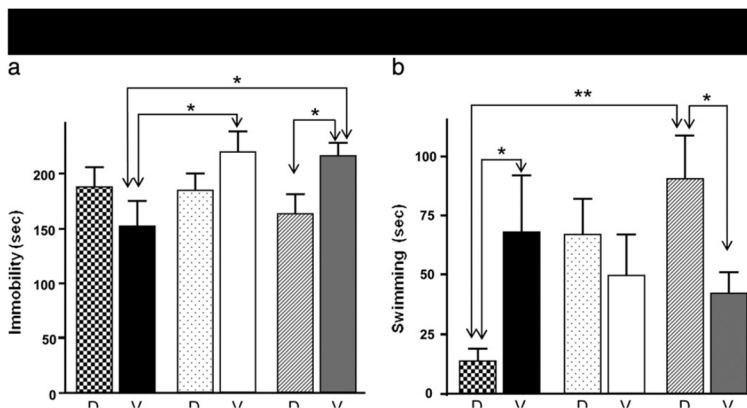 a
b
*
*
*
**
*
*
Immobility (sec)
200
150
100
50
0
Swimming (sec)
100
75
50
25
0
D V D V D V
D V D V D V